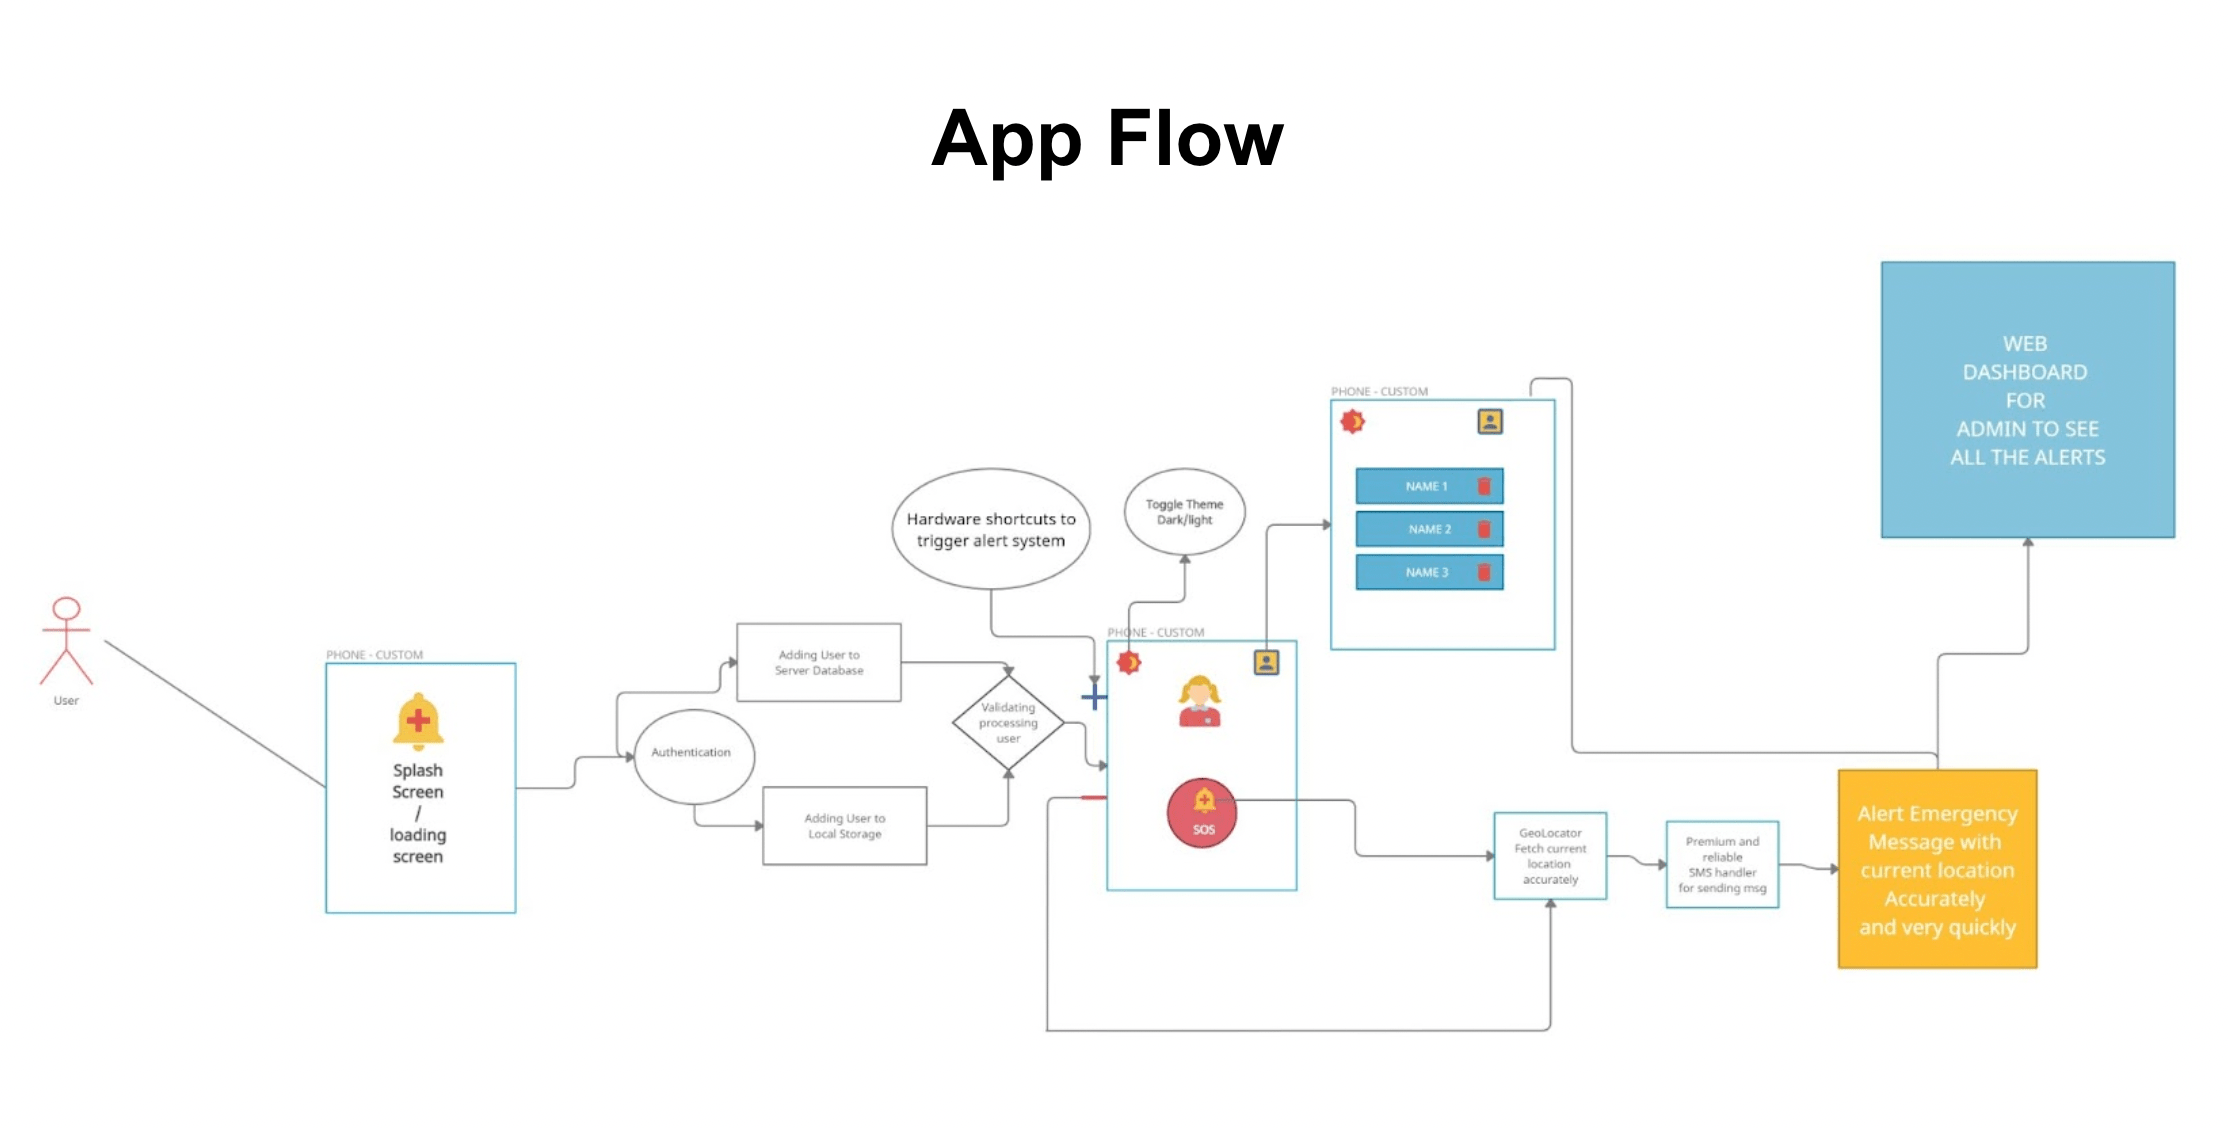 App Flow
User
PHONE - CUSTOM
Splash
Screen
/
loading
screen
Authentication
Adding User to
Server Database
Adding User to
Local Storage
Validating
processing
user
Hardware shortcuts to
trigger alert system
Toggle Theme
Dark/light
PHONE - CUSTOM
SOS
PHONE - CUSTOM
NAME 1
NAME 2
NAME 3
GeoLocator
Fetch current
location
accurately
Premium and
reliable
SMS handler
for sending msg
Alert Emergency
Message with
current location
Accurately
and very quickly
WEB
DASHBOARD
FOR
ADMIN TO SEE
ALL THE ALERTS